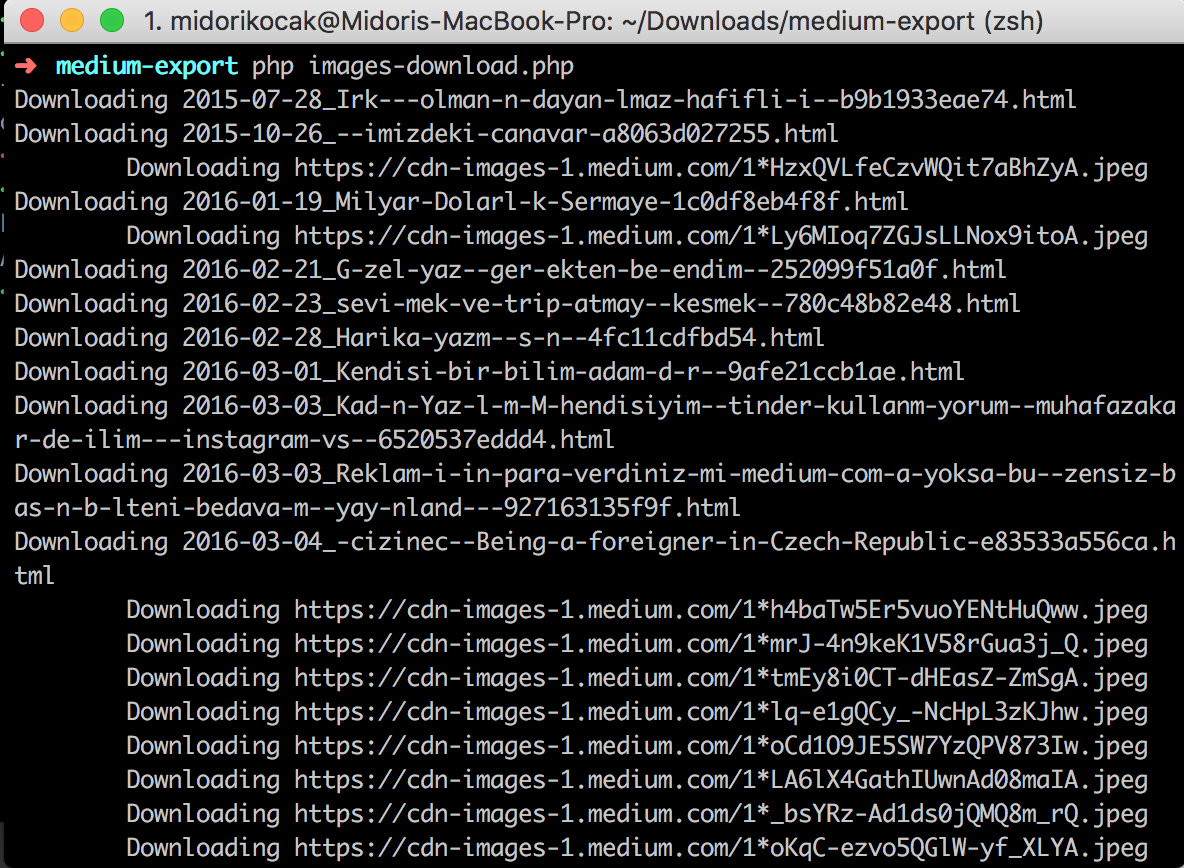 1. midorikocak@Midoris-MacBook-Pro: ~/Downloads/medium-export (zsh)
➜ medium-export php images-download.php
Downloading 2015-07-28_Irk---olman-n-dayan-lmaz-hafifli-i--b9b1933eae74.html
Downloading 2015-10-26_--imizdeki-canavar-a8063d027255.html
Downloading https://cdn-images-1.medium.com/1*HzxQVLfeCzvWQit7aBhZyA.jpeg
Downloading 2016-01-19_Milyar-Dolarl-k-Sermaye-1c0df8eb4f8f.html
Downloading https://cdn-images-1.medium.com/1*Ly6MIoq7ZGJsLLNox9itoA.jpeg
Downloading 2016-02-21_G-zel-yaz--ger-ekten-be-endim--252099f51a0f.html
Downloading 2016-02-23_sevi-mek-ve-trip-atmay--kesmek--780c48b82e48.html
Downloading 2016-02-28_Harika-yazm--s-n--4fc11cdfbd54.html
Downloading 2016-03-01_Kendisi-bir-bilim-adam-d-r--9afe21ccb1ae.html
Downloading 2016-03-03_Kad-n-Yaz-l-m-M-hendisiyim--tinder-kullanm-yorum--muhafazaka
r-de-ilim---instagram-vs--6520537eddd4.html
Downloading 2016-03-03_Reklam-i-in-para-verdiniz-mi-medium-com-a-yoksa-bu--zensiz-b
as-n-b-lteni-bedava-m--yay-nland---927163135f9f.html
Downloading 2016-03-04_-cizinec--Being-a-foreigner-in-Czech-Republic-e83533a556ca.h
tml
Downloading https://cdn-images-1.medium.com/1*h4baTw5Er5vuoYENtHuQww.jpeg
Downloading https://cdn-images-1.medium.com/1*mrJ-4n9keK1V58rGua3j_Q.jpeg
Downloading https://cdn-images-1.medium.com/1*tmEy8i0CT-dHEasZ-ZmSgA.jpeg
Downloading https://cdn-images-1.medium.com/1*lq-e1gQCy_-NcHpL3zKJhw.jpeg
Downloading https://cdn-images-1.medium.com/1*oCd1O9JE5SW7YzQPV873Iw.jpeg
Downloading https://cdn-images-1.medium.com/1*LA6lX4GathIUwnAd08maIA.jpeg
Downloading https://cdn-images-1.medium.com/1*_bsYRz-Ad1ds0jQMQ8m_rQ.jpeg
Downloading https://cdn-images-1.medium.com/1*oKqC-ezvo5QGlW-yf_XLYA.jpeg